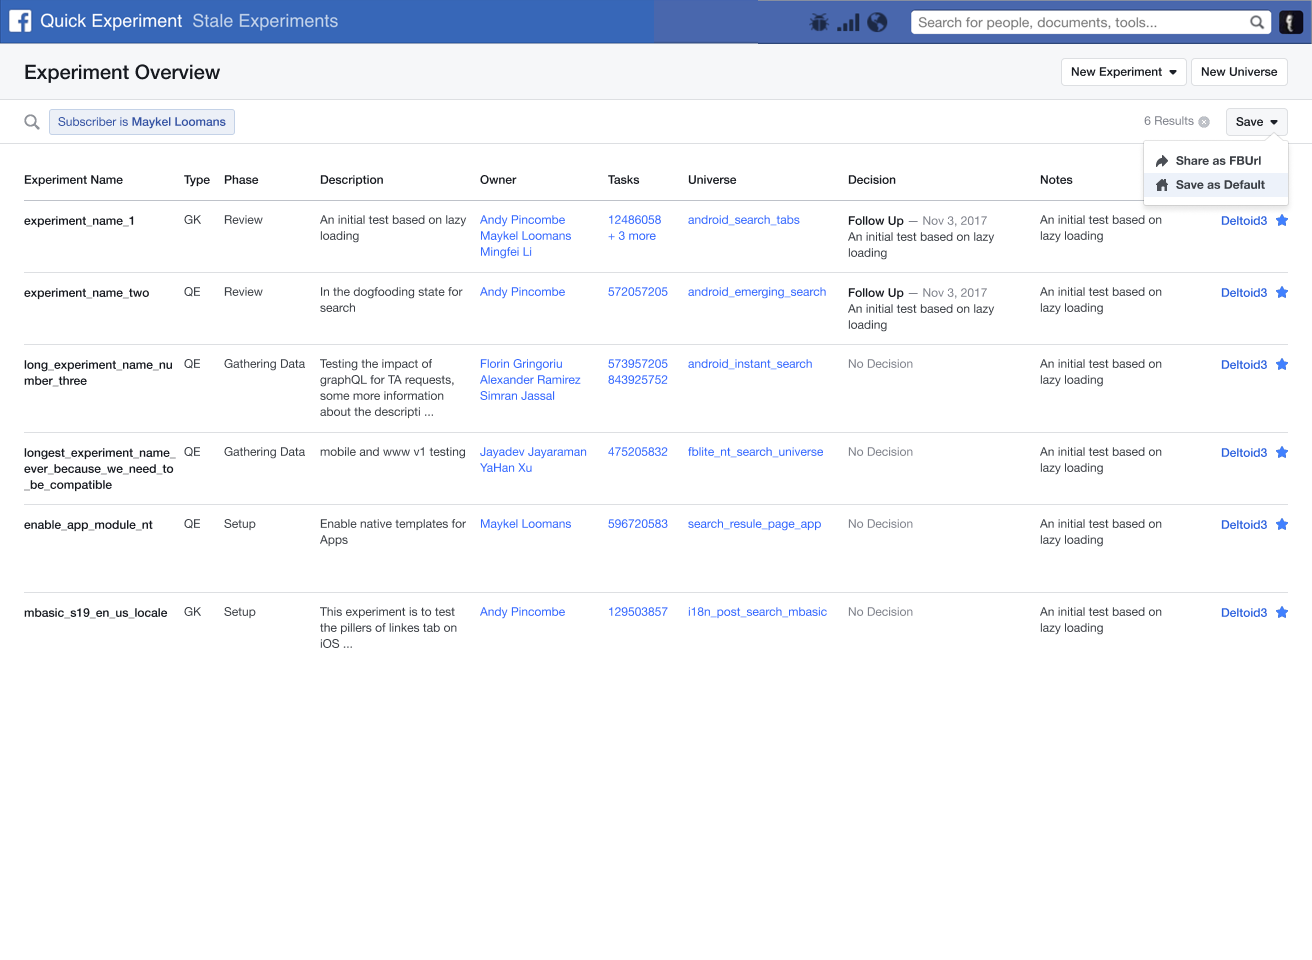 Quick Experiment Stale Experiments
Search for people, documents, tools...
Experiment Overview
New Experiment
New Universe
Subscriber is Maykel Loomans
6 Results
Save
Share as FBUrl
Save as Default
Experiment Name Type Phase Description Owner Tasks Universe Decision Notes
experiment_name_1 GK Review An initial test based on lazy Andy Pincombe 12486058 android_search_tabs Follow Up — Nov 3, 2017 An initial test based on Deltoid3
loading Maykel Loomans + 3 more An initial test based on lazy lazy loading
Mingfei Li loading
experiment_name_two QE Review In the dogfooding state for Andy Pincombe 572057205 android_emerging_search Follow Up — Nov 3, 2017 An initial test based on Deltoid3
search An initial test based on lazy lazy loading
loading
long_experiment_name_nu QE Gathering Data Testing the impact of Florin Gringoriu 573957205 android_instant_search No Decision An initial test based on Deltoid3
mber_three graphQL for TA requests, Alexander Ramirez 843925752 lazy loading
some more information Simran Jassal
about the descripti ...
longest_experiment_name_ QE Gathering Data mobile and www v1 testing Jayadev Jayaraman 475205832 fblite_nt_search_universe No Decision An initial test based on Deltoid3
ever_because_we_need_to YaHan Xu lazy loading
_be_compatible
enable_app_module_nt QE Setup Enable native templates for Maykel Loomans 596720583 search_resule_page_app No Decision An initial test based on Deltoid3
Apps lazy loading
mbasic_s19_en_us_locale GK Setup This experiment is to test Andy Pincombe 129503857 i18n_post_search_mbasic No Decision An initial test based on Deltoid3
the pillers of linkes tab on lazy loading
iOS ...